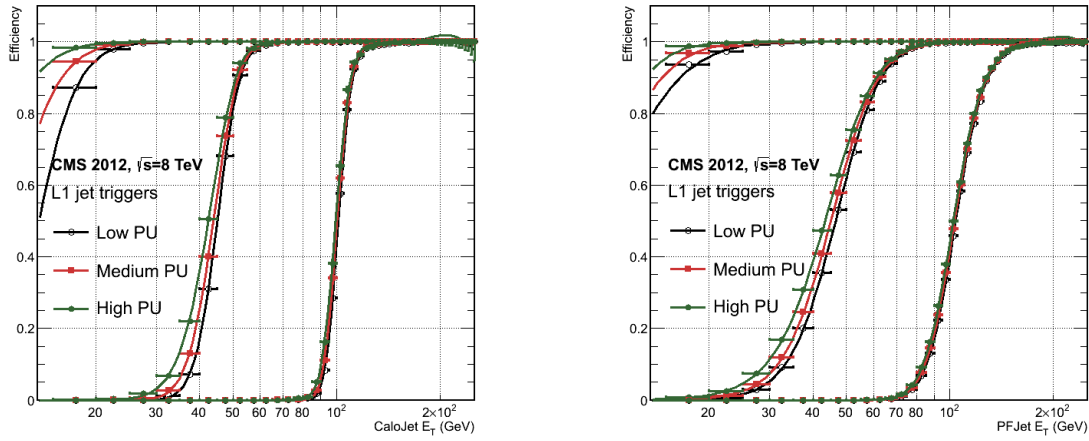 Efficiency
1
0.8
0.6
0.4
0.2
0
CMS 2012, √s=8 TeV
L1 jet triggers
Low PU
Medium PU
High PU
20 30 40 50 60 70 80 10² 2×10²
CaloJet E_T (GeV)
Efficiency
1
0.8
0.6
0.4
0.2
0
CMS 2012, √s=8 TeV
L1 jet triggers
Low PU
Medium PU
High PU
20 30 40 50 60 70 80 10² 2×10²
PFJet E_T (GeV)